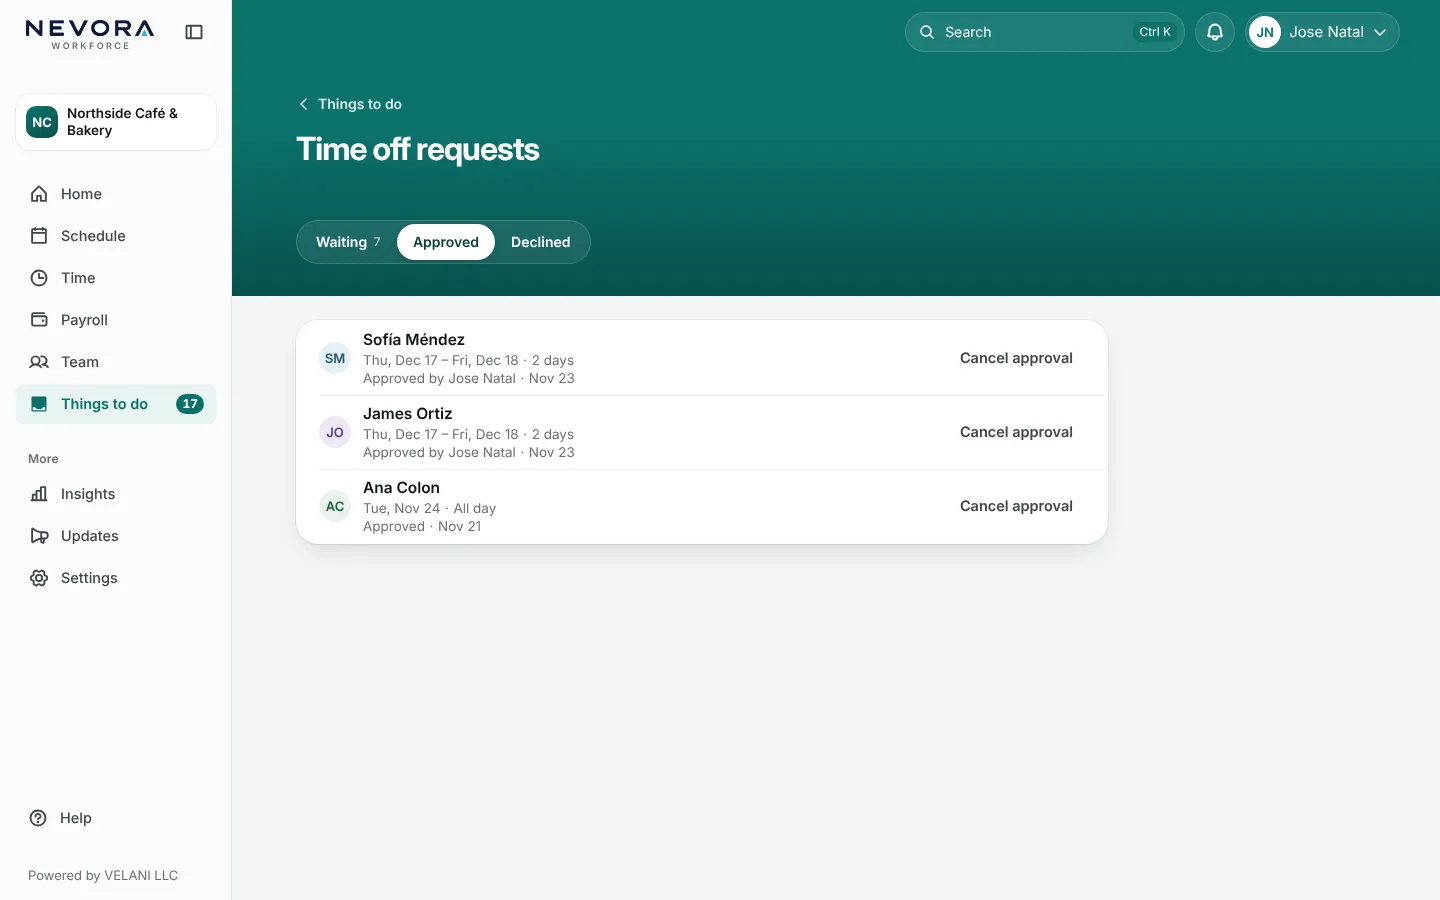 NEVORA
WORKFORCE
Search
Ctrl K
JN
Jose Natal
NC
Northside Café &
Bakery
Home
Schedule
Time
Payroll
Team
Things to do
17
More
Insights
Updates
Settings
Help
Powered by VELANI LLC
Things to do
Time off requests
Waiting 7
Approved
Declined
SM
Sofía Méndez
Thu, Dec 17 – Fri, Dec 18 · 2 days
Approved by Jose Natal · Nov 23
Cancel approval
JO
James Ortiz
Thu, Dec 17 – Fri, Dec 18 · 2 days
Approved by Jose Natal · Nov 23
Cancel approval
AC
Ana Colon
Tue, Nov 24 · All day
Approved · Nov 21
Cancel approval